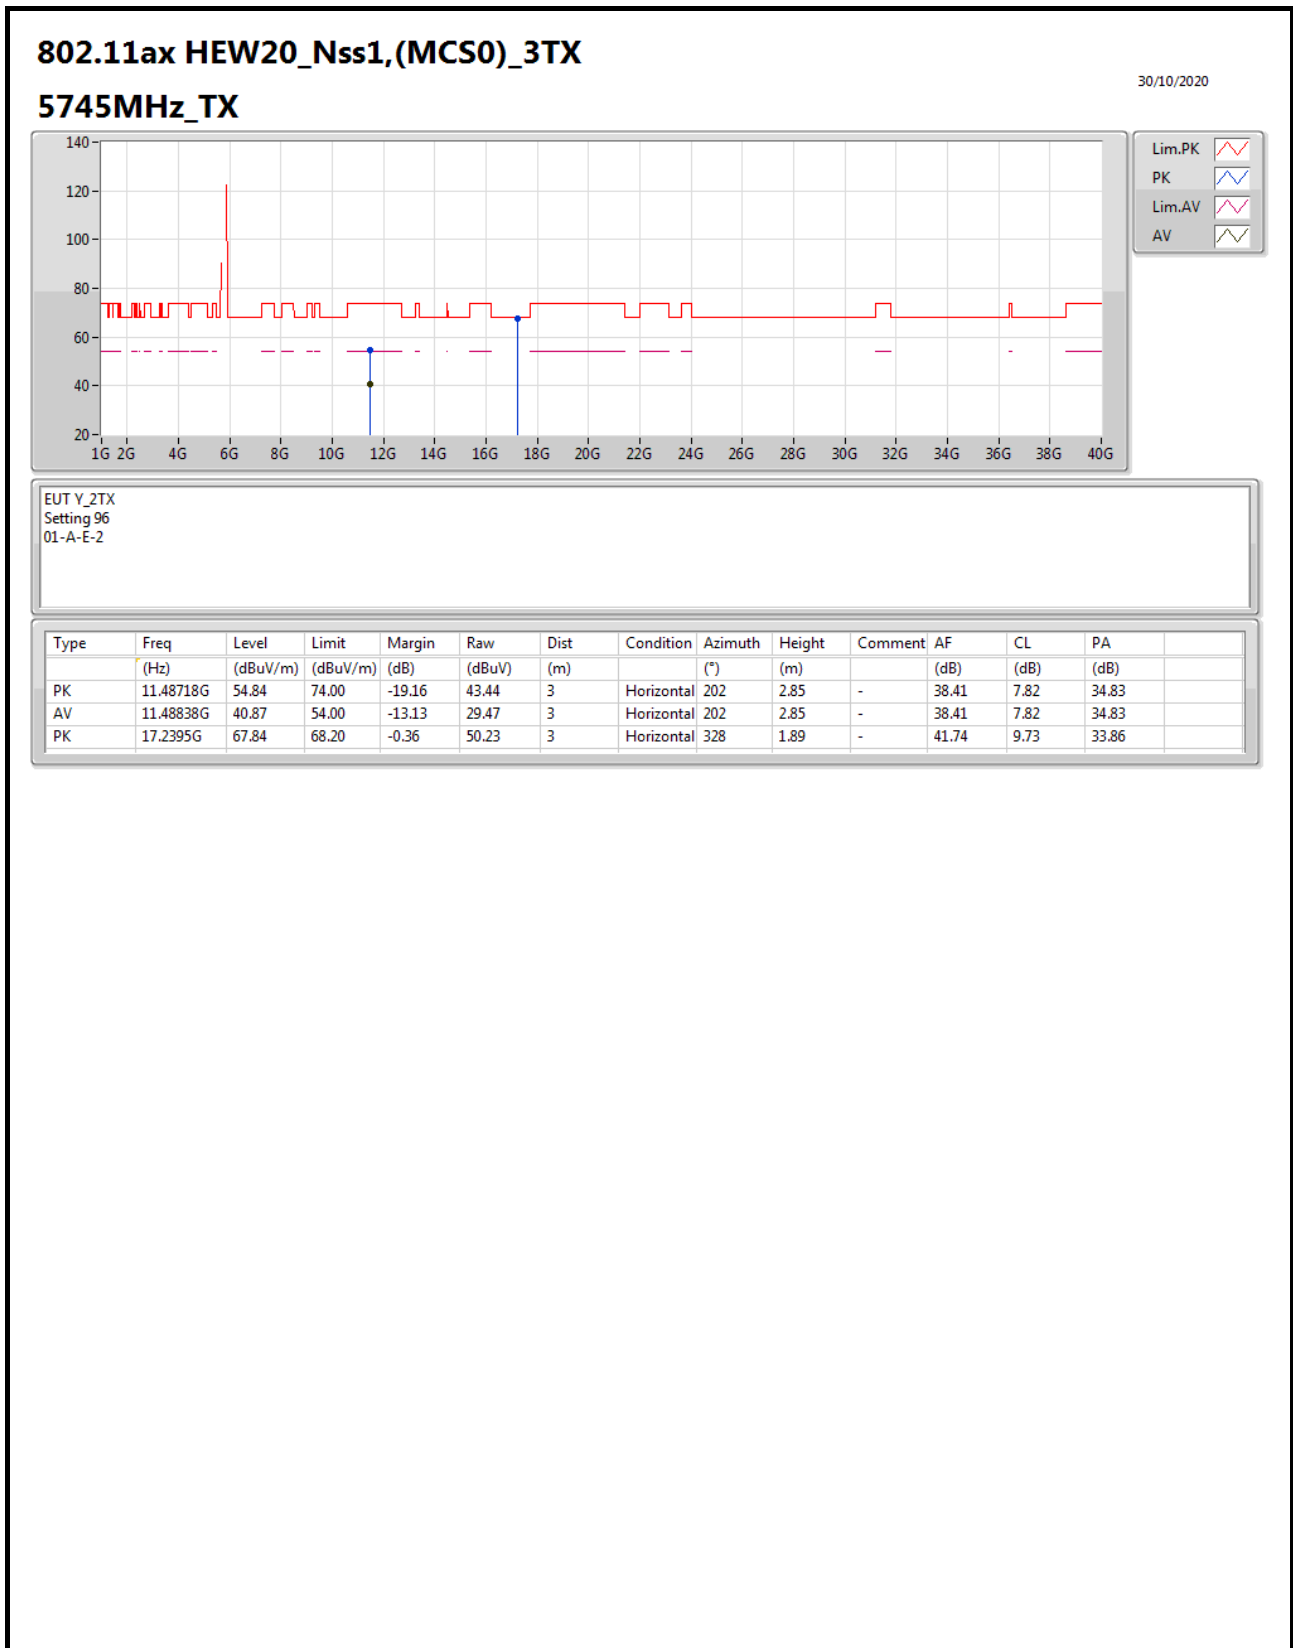 802.11ax HEW20_Nss1,(MCS0)_3TX
30/10/2020
5745MHz_TX
140
120
100
80
60
40
20
1G 2G 4G 6G 8G 10G 12G 14G 16G 18G 20G 22G 24G 26G 28G 30G 32G 34G 36G 38G 40G
Lim.PK
PK
Lim.AV
AV
EUT Y_2TX
Setting 96
01-A-E-2
Type Freq Level Limit Margin Raw Dist Condition Azimuth Height Comment AF CL PA
(Hz) (dBuV/m) (dBuV/m) (dB) (dBuV) (m) (°) (m) (dB) (dB) (dB)
PK 11.48718G 54.84 74.00 -19.16 43.44 3 Horizontal 202 2.85 - 38.41 7.82 34.83
AV 11.48838G 40.87 54.00 -13.13 29.47 3 Horizontal 202 2.85 - 38.41 7.82 34.83
PK 17.2395G 67.84 68.20 -0.36 50.23 3 Horizontal 328 1.89 - 41.74 9.73 33.86